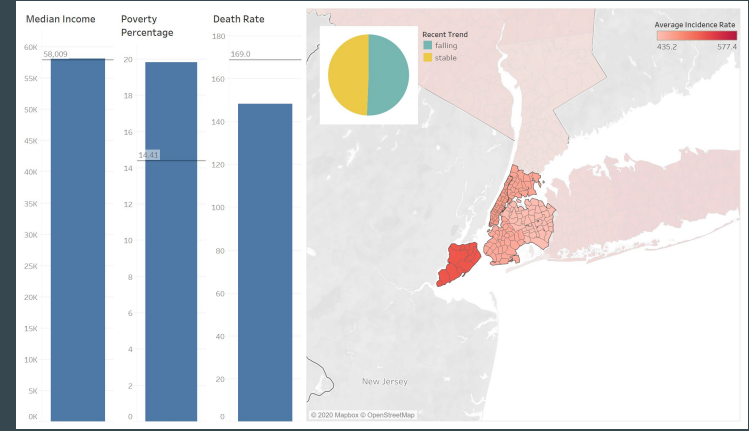 Median Income
Poverty
Percentage
Death Rate
60K
58,009
55K
50K
45K
40K
35K
30K
25K
20K
15K
10K
5K
0K
20
18
16
14.41
14
12
10
8
6
4
2
0
180
169.0
160
140
120
100
80
60
40
20
0
Recent Trend
falling
stable
Average Incidence Rate
435.2 577.4
New Jersey
© 2020 Mapbox © OpenStreetMap